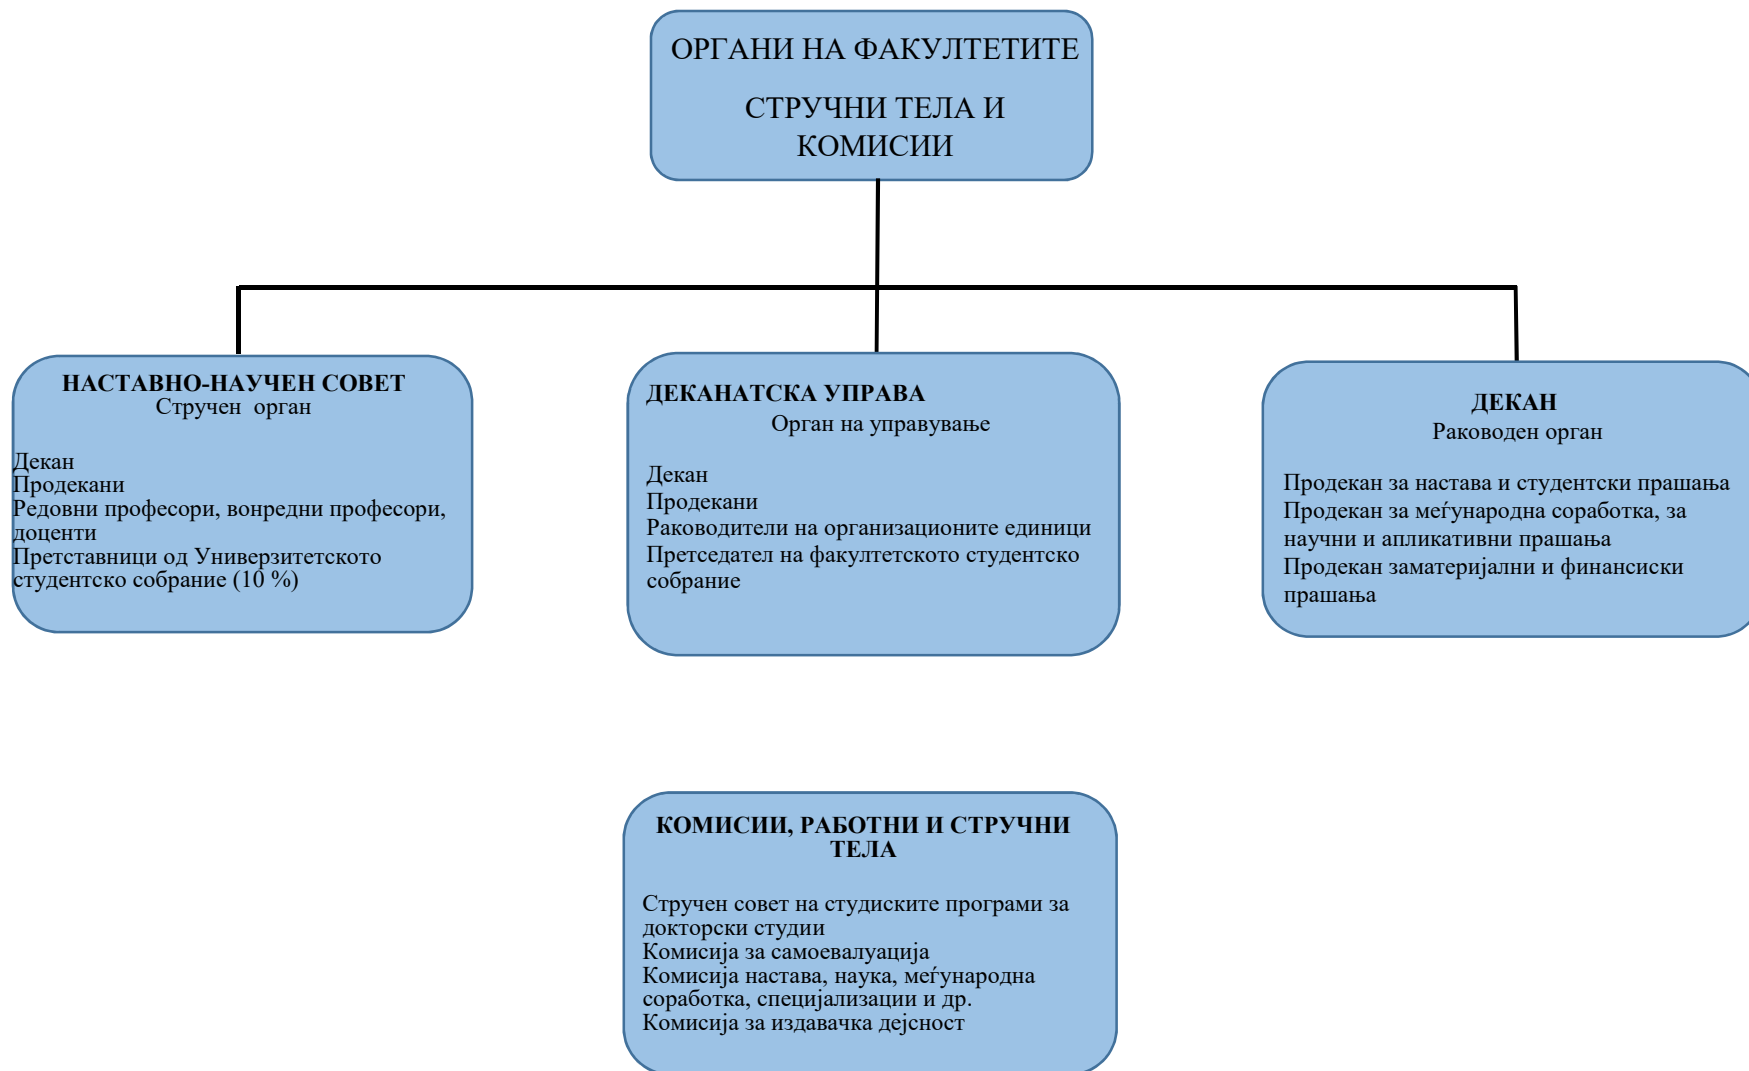 ОРГАНИ НА ФАКУЛТЕТИТЕ
СТРУЧНИ ТЕЛА И
КОМИСИИ
НАСТАВНО-НАУЧЕН СОВЕТ
Стручен орган
Декан
Продекани
Редовни професори, вонредни професори,
доценти
Претставници од Универзитетското
студентско собрание (10 %)
ДЕКАНАТСКА УПРАВА
Орган на управување
Декан
Продекани
Раководители на организационите единици
Претседател на факултетското студентско
собрание
ДЕКАН
Раководен орган
Продекан за настава и студентски прашања
Продекан за меѓународна соработка, за
научни и апликативни прашања
Продекан заматеријални и финансиски
прашања
КОМИСИИ, РАБОТНИ И СТРУЧНИ
ТЕЛА
Стручен совет на студиските програми за
докторски студии
Комисија за самоевалуација
Комисија настава, наука, меѓународна
соработка, специјализации и др.
Комисија за издавачка дејсност